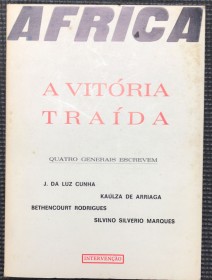 AFRICA
A VITÓRIA
TRAÍDA
QUATRO GENERAIS ESCREVEM
J. DA LUZ CUNHA
KAÚLZA DE ARRIAGA
BETHENCOURT RODRIGUES
SILVINO SILVERIO MARQUES
INTERVENÇÃO